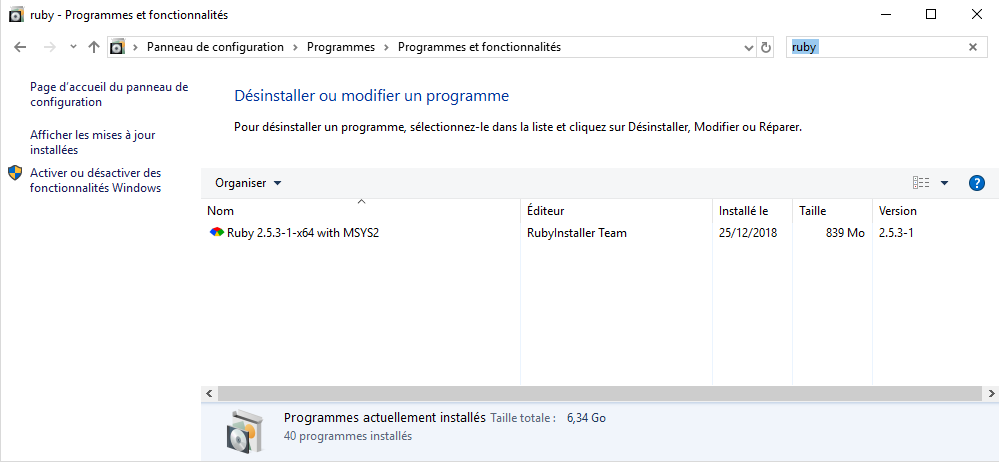 ruby - Programmes et fonctionnalités
Panneau de configuration Programmes Programmes et fonctionnalités
ruby
Page d'accueil du panneau de
configuration
Afficher les mises à jour
installées
Activer ou désactiver des
fonctionnalités Windows
Désinstaller ou modifier un programme
Pour désinstaller un programme, sélectionnez-le dans la liste et cliquez sur Désinstaller, Modifier ou Réparer.
Organiser
Nom Éditeur Installé le Taille Version
Ruby 2.5.3-1-x64 with MSYS2 RubyInstaller Team 25/12/2018 839 Mo 2.5.3-1
Programmes actuellement installés Taille totale : 6,34 Go
40 programmes installés